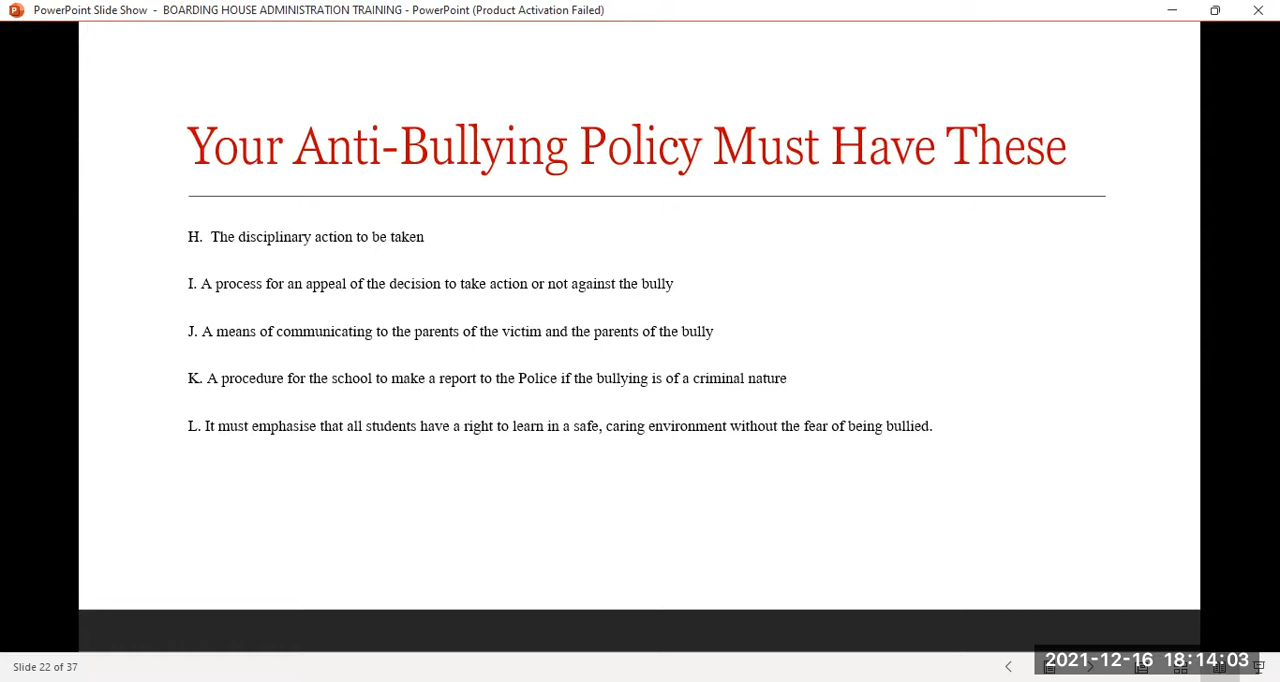 PowerPoint Slide Show - BOARDING HOUSE ADMINISTRATION TRAINING - PowerPoint (Product Activation Failed)
Your Anti-Bullying Policy Must Have These
H. The disciplinary action to be taken
I. A process for an appeal of the decision to take action or not against the bully
J. A means of communicating to the parents of the victim and the parents of the bully
K. A procedure for the school to make a report to the Police if the bullying is of a criminal nature
L. It must emphasise that all students have a right to learn in a safe, caring environment without the fear of being bullied.
Slide 22 of 37
2021-12-16 18:14:03